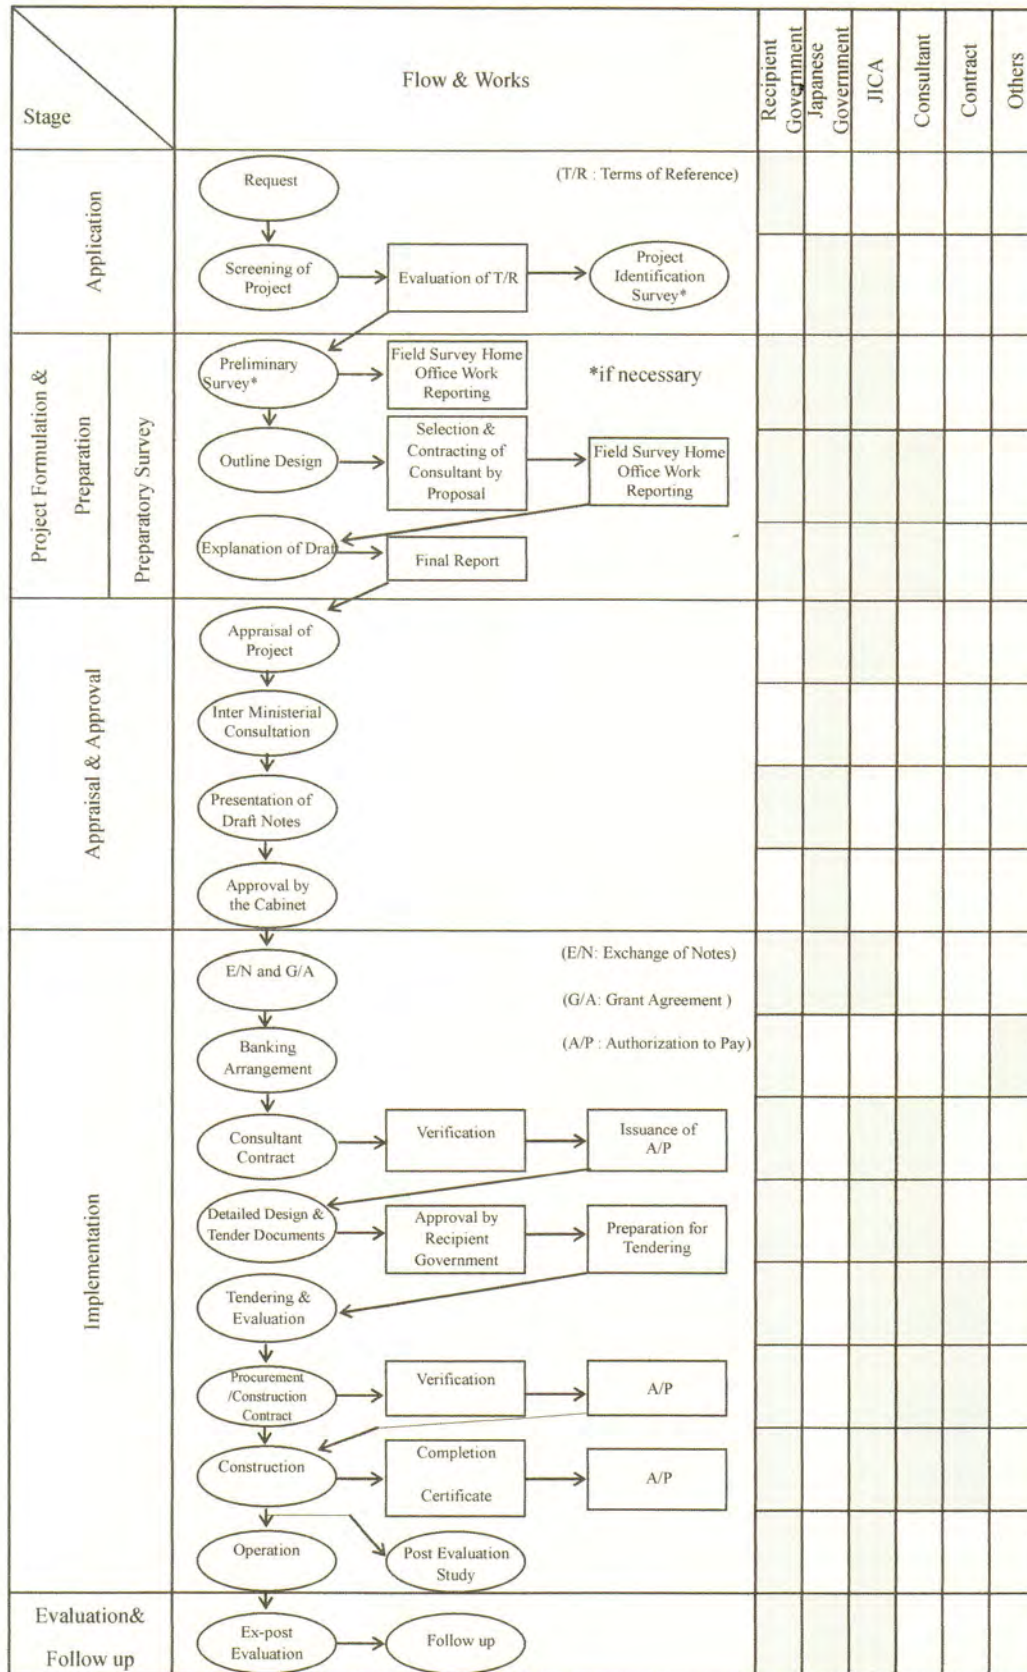 Stage
Flow & Works
Recipient
Government
Japanese
Government
JICA
Consultant
Contract
Others
Application
Request
(T/R : Terms of Reference)
Screening of
Project
Evaluation of T/R
Project
Identification
Survey*
Project Formulation &
Preparation
Preparatory Survey
Preliminary
Survey*
Field Survey Home
Office Work
Reporting
*if necessary
Outline Design
Selection &
Contracting of
Consultant by
Proposal
Field Survey Home
Office Work
Reporting
Explanation of Draft
Final Report
Appraisal & Approval
Appraisal of
Project
Inter Ministerial
Consultation
Presentation of
Draft Notes
Approval by
the Cabinet
Implementation
E/N and G/A
(E/N: Exchange of Notes)
(G/A: Grant Agreement )
(A/P : Authorization to Pay)
Banking
Arrangement
Consultant
Contract
Verification
Issuance of
A/P
Detailed Design &
Tender Documents
Approval by
Recipient
Government
Preparation for
Tendering
Tendering &
Evaluation
Procurement
/Construction
Contract
Verification
A/P
Construction
Completion
Certificate
A/P
Operation
Post Evaluation
Study
Evaluation&
Follow up
Ex-post
Evaluation
Follow up